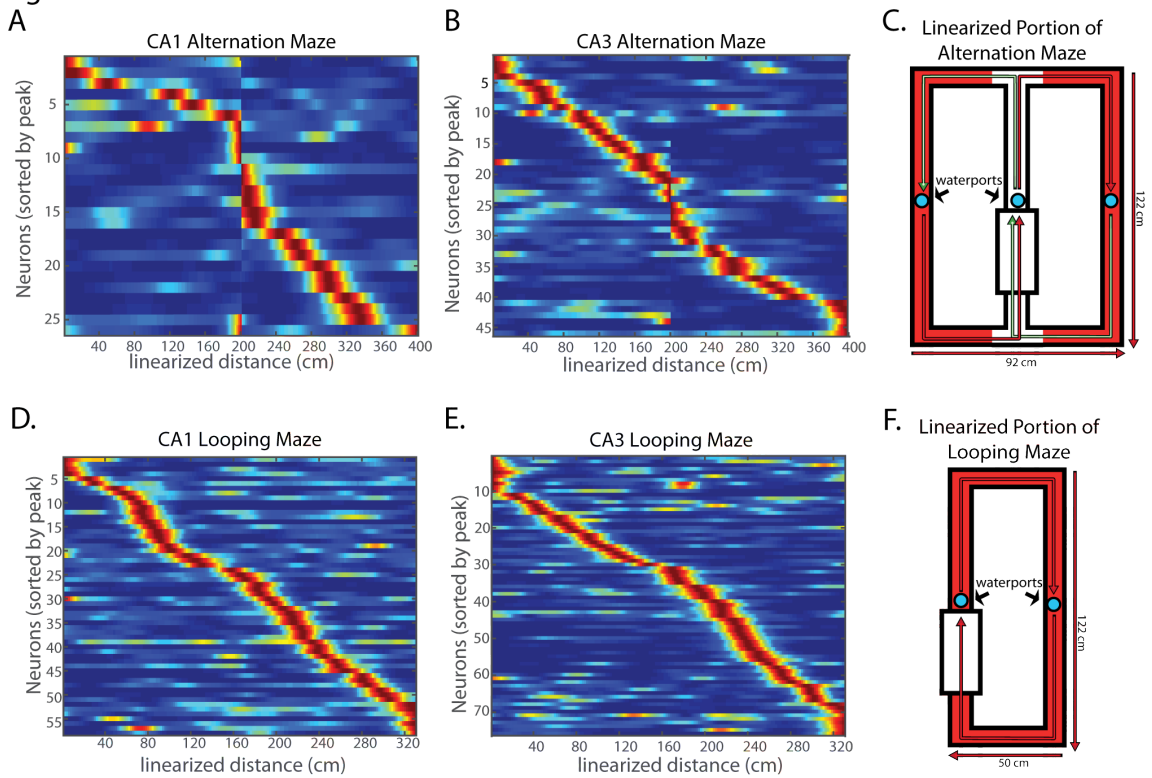 A
CA1 Alternation Maze
Neurons (sorted by peak)
5
10
15
20
25
40 80 120 160 200 240 280 320 360 400
linearized distance (cm)
B
CA3 Alternation Maze
Neurons (sorted by peak)
5
10
15
20
25
30
35
40
45
40 80 120 160 200 240 280 320 360 400
linearized distance (cm)
C.
Linearized Portion of
Alternation Maze
waterports
122 cm
92 cm
D.
CA1 Looping Maze
Neurons (sorted by peak)
5
10
15
20
25
30
35
40
45
50
55
40 80 120 160 200 240 280 320
linearized distance (cm)
E.
CA3 Looping Maze
Neurons (sorted by peak)
10
20
30
40
50
60
70
40 80 120 160 200 240 280 320
linearized distance (cm)
F.
Linearized Portion of
Looping Maze
waterports
122 cm
50 cm